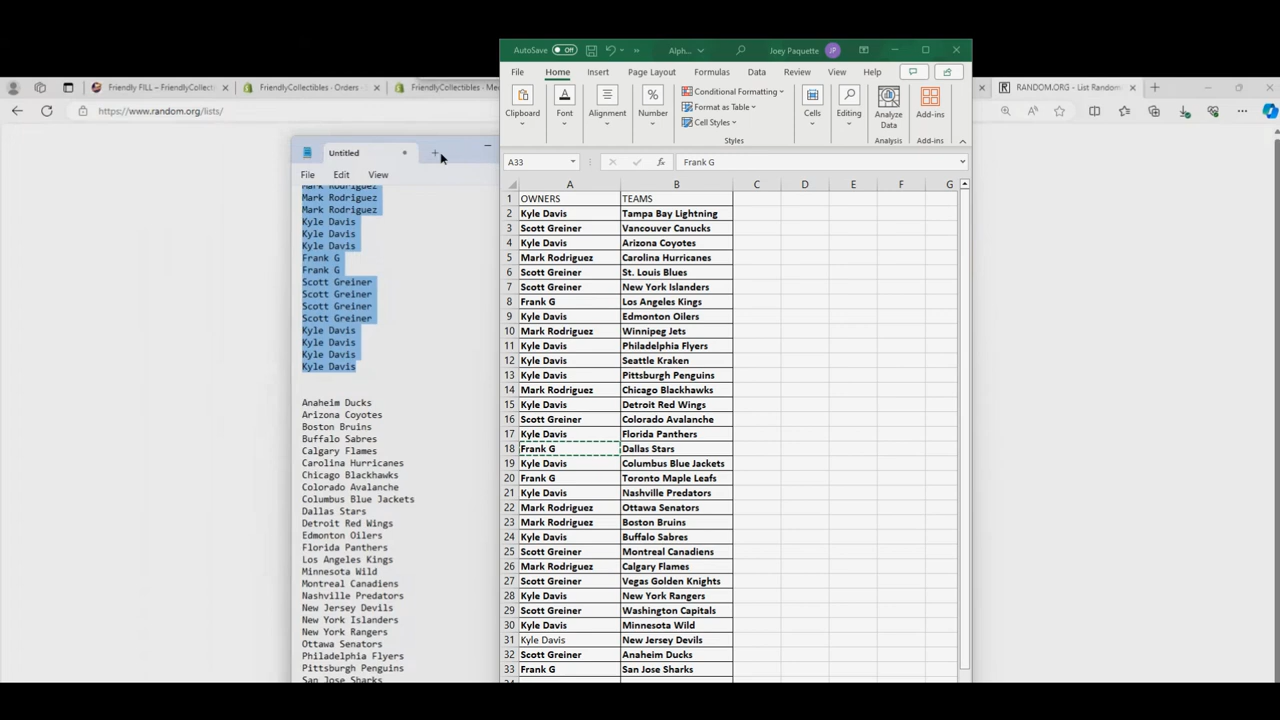 AutoSave Off Alph... Joey Paquette JP
Friendly FILL – FriendlyCollectib
FriendlyCollectibles · Orders ·
FriendlyCollectibles · Me
RANDOM.ORG - List Random
https://www.random.org/lists/
Untitled
File Edit View
Mark Rodriguez
Mark Rodriguez
Mark Rodriguez
Kyle Davis
Kyle Davis
Kyle Davis
Frank G
Frank G
Scott Greiner
Scott Greiner
Scott Greiner
Scott Greiner
Kyle Davis
Kyle Davis
Kyle Davis
Kyle Davis
Anaheim Ducks
Arizona Coyotes
Boston Bruins
Buffalo Sabres
Calgary Flames
Carolina Hurricanes
Chicago Blackhawks
Colorado Avalanche
Columbus Blue Jackets
Dallas Stars
Detroit Red Wings
Edmonton Oilers
Florida Panthers
Los Angeles Kings
Minnesota Wild
Montreal Canadiens
Nashville Predators
New Jersey Devils
New York Islanders
New York Rangers
Ottawa Senators
Philadelphia Flyers
Pittsburgh Penguins
San Jose Sharks
File Home Insert Page Layout Formulas Data Review View Help
Clipboard Font Alignment Number Conditional Formatting Format as Table Cell Styles Styles Cells Editing Analyze Data Analysis Add-ins Add-ins
A33 fx Frank G
A B C D E F G
1 OWNERS TEAMS
2 Kyle Davis Tampa Bay Lightning
3 Scott Greiner Vancouver Canucks
4 Kyle Davis Arizona Coyotes
5 Mark Rodriguez Carolina Hurricanes
6 Scott Greiner St. Louis Blues
7 Scott Greiner New York Islanders
8 Frank G Los Angeles Kings
9 Kyle Davis Edmonton Oilers
10 Mark Rodriguez Winnipeg Jets
11 Kyle Davis Philadelphia Flyers
12 Kyle Davis Seattle Kraken
13 Kyle Davis Pittsburgh Penguins
14 Mark Rodriguez Chicago Blackhawks
15 Kyle Davis Detroit Red Wings
16 Scott Greiner Colorado Avalanche
17 Kyle Davis Florida Panthers
18 Frank G Dallas Stars
19 Kyle Davis Columbus Blue Jackets
20 Frank G Toronto Maple Leafs
21 Kyle Davis Nashville Predators
22 Mark Rodriguez Ottawa Senators
23 Mark Rodriguez Boston Bruins
24 Kyle Davis Buffalo Sabres
25 Scott Greiner Montreal Canadiens
26 Mark Rodriguez Calgary Flames
27 Scott Greiner Vegas Golden Knights
28 Kyle Davis New York Rangers
29 Scott Greiner Washington Capitals
30 Kyle Davis Minnesota Wild
31 Kyle Davis New Jersey Devils
32 Scott Greiner Anaheim Ducks
33 Frank G San Jose Sharks